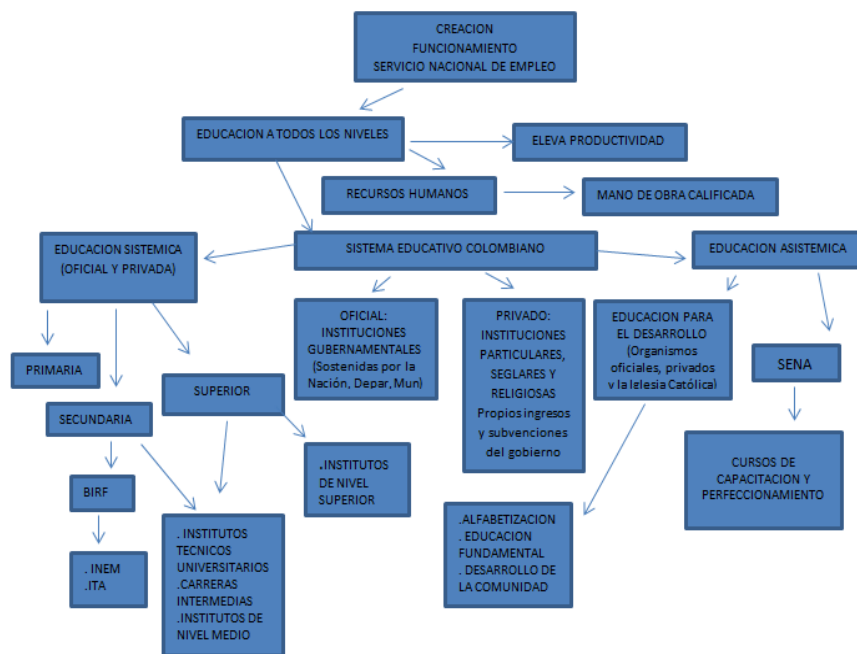 CREACION
FUNCIONAMIENTO
SERVICIO NACIONAL DE EMPLEO
EDUCACION A TODOS LOS NIVELES
ELEVA PRODUCTIVIDAD
RECURSOS HUMANOS
MANO DE OBRA CALIFICADA
EDUCACION SISTEMICA
(OFICIAL Y PRIVADA)
SISTEMA EDUCATIVO COLOMBIANO
EDUCACION ASISTEMICA
OFICIAL:
INSTITUCIONES
GUBERNAMENTALES
(Sostenidas por la
Nación, Depar, Mun)
PRIVADO:
INSTITUCIONES
PARTICULARES,
SEGLARES Y
RELIGIOSAS
Propios ingresos
y subvenciones
del gobierno
EDUCACION PARA
EL DESARROLLO
(Organismos
oficiales, privados
y la Iglesia Católica)
SENA
PRIMARIA
SUPERIOR
SECUNDARIA
.INSTITUTOS
DE NIVEL
SUPERIOR
CURSOS DE
CAPACITACION Y
PERFECCIONAMIENTO
BIRF
. INEM
.ITA
. INSTITUTOS
TECNICOS
UNIVERSITARIOS
.CARRERAS
INTERMEDIAS
.INSTITUTOS DE
NIVEL MEDIO
.ALFABETIZACION
. EDUCACION
FUNDAMENTAL
. DESARROLLO DE
LA COMUNIDAD